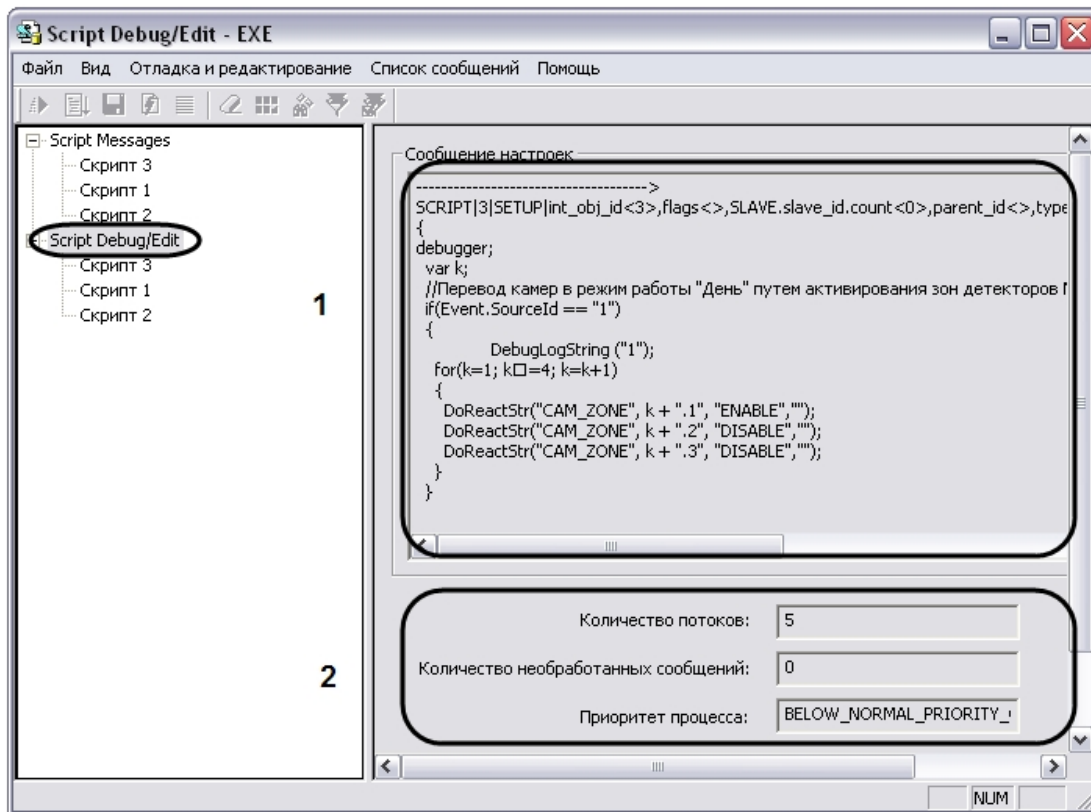 Script Debug/Edit - EXE
Файл Вид Отладка и редактирование Список сообщений Помощь
Script Messages
Скрипт 3
Скрипт 1
Скрипт 2
Script Debug/Edit
Скрипт 3
Скрипт 1
Скрипт 2
1
2
Сообщение настроек
------------------------------------->
SCRIPT|3|SETUP|int_obj_id<3>,flags<>,SLAVE.slave_id.count<0>,parent_id<>,type
{
debugger;
var k;
//Перевод камер в режим работы "День" путем активирования зон детекторов
if(Event.SourceId == "1")
{
DebugLogString ("1");
for(k=1; k□=4; k=k+1)
{
DoReactStr("CAM_ZONE", k + ".1", "ENABLE","");
DoReactStr("CAM_ZONE", k + ".2", "DISABLE","");
DoReactStr("CAM_ZONE", k + ".3", "DISABLE","");
}
}
Количество потоков: 5
Количество необработанных сообщений: 0
Приоритет процесса: BELOW_NORMAL_PRIORITY_
NUM